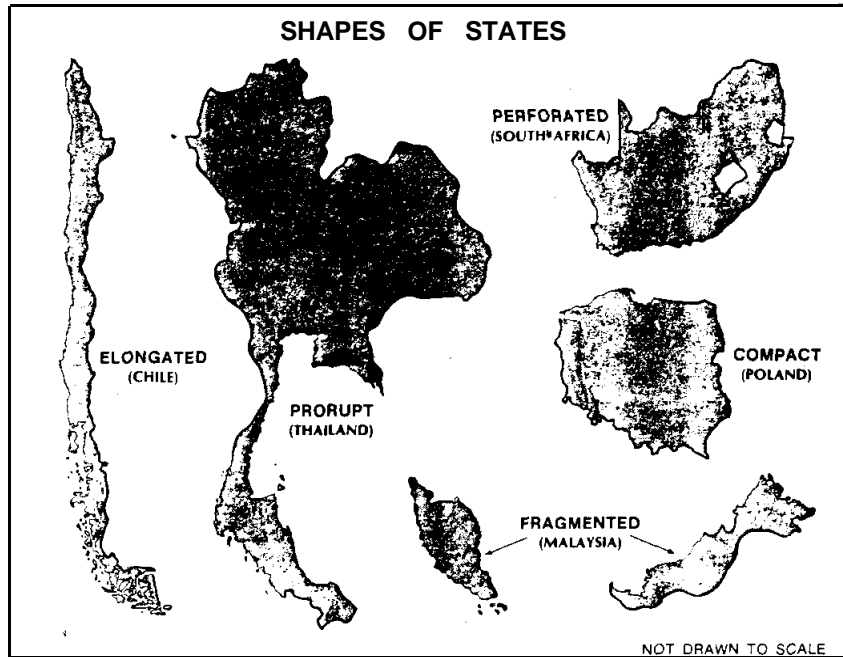 SHAPES OF STATES
PERFORATED
(SOUTH AFRICA)
ELONGATED
(CHILE)
PRORUPT
(THAILAND)
COMPACT
(POLAND)
FRAGMENTED
(MALAYSIA)
NOT DRAWN TO SCALE